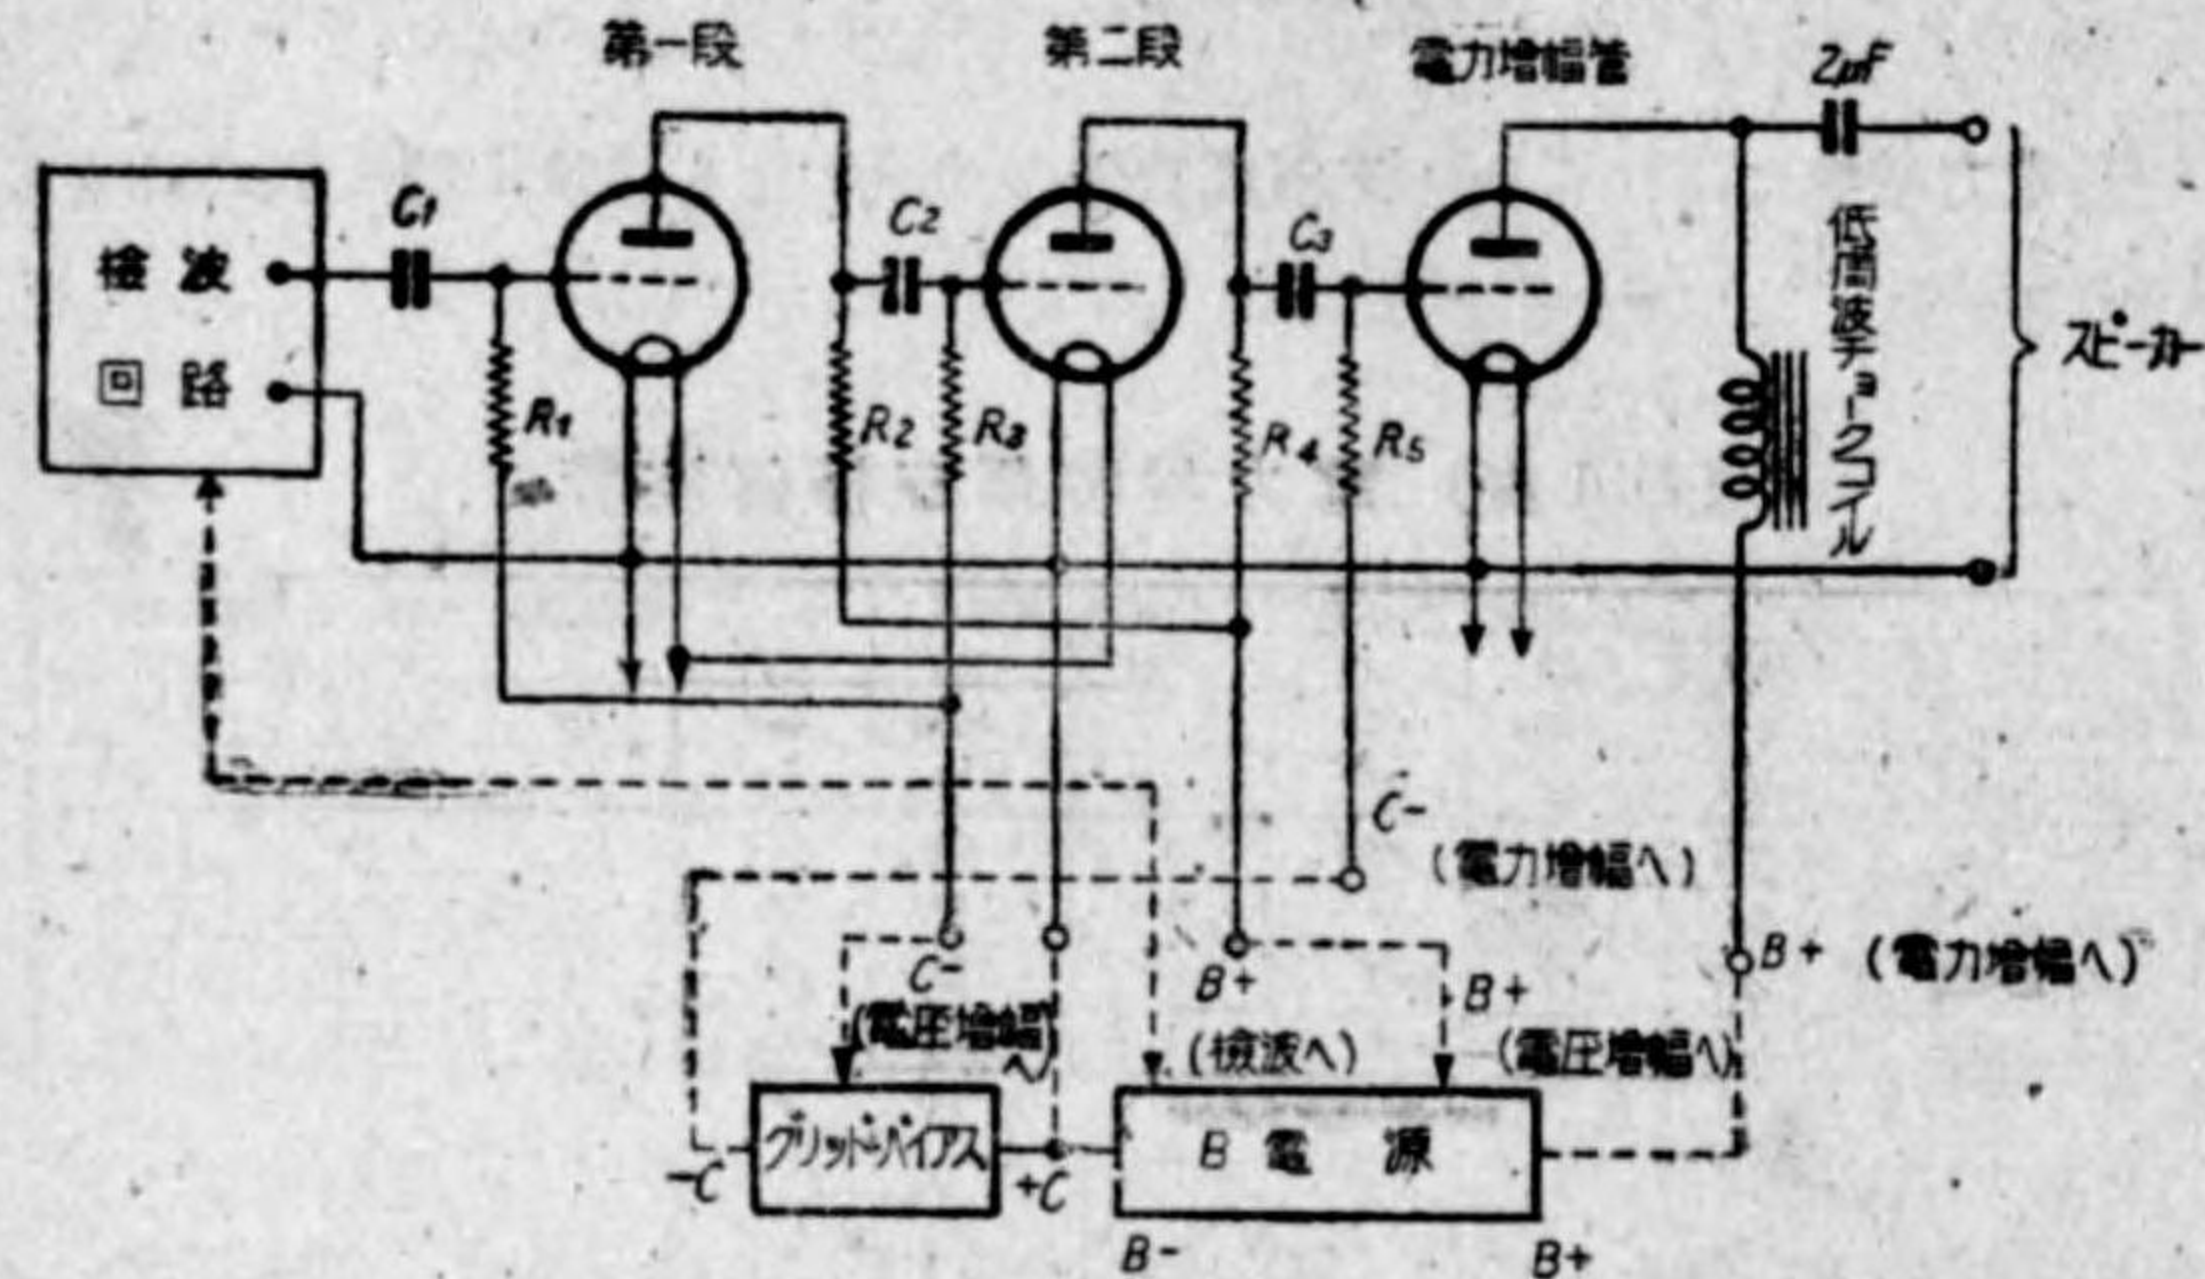 第一段
第二段
電力増幅管
2μF
檢波
回路
C1
C2
C3
R1
R2
R3
R4
R5
低周波チョークコイル
スピーカー
C-
(電力増幅へ)
C-
(電圧増幅へ)
B+
(檢波へ)
B+
(電圧増幅へ)
B+ (電力増幅へ)
-C
グリッド・バイアス
+C
B電源
B-
B+